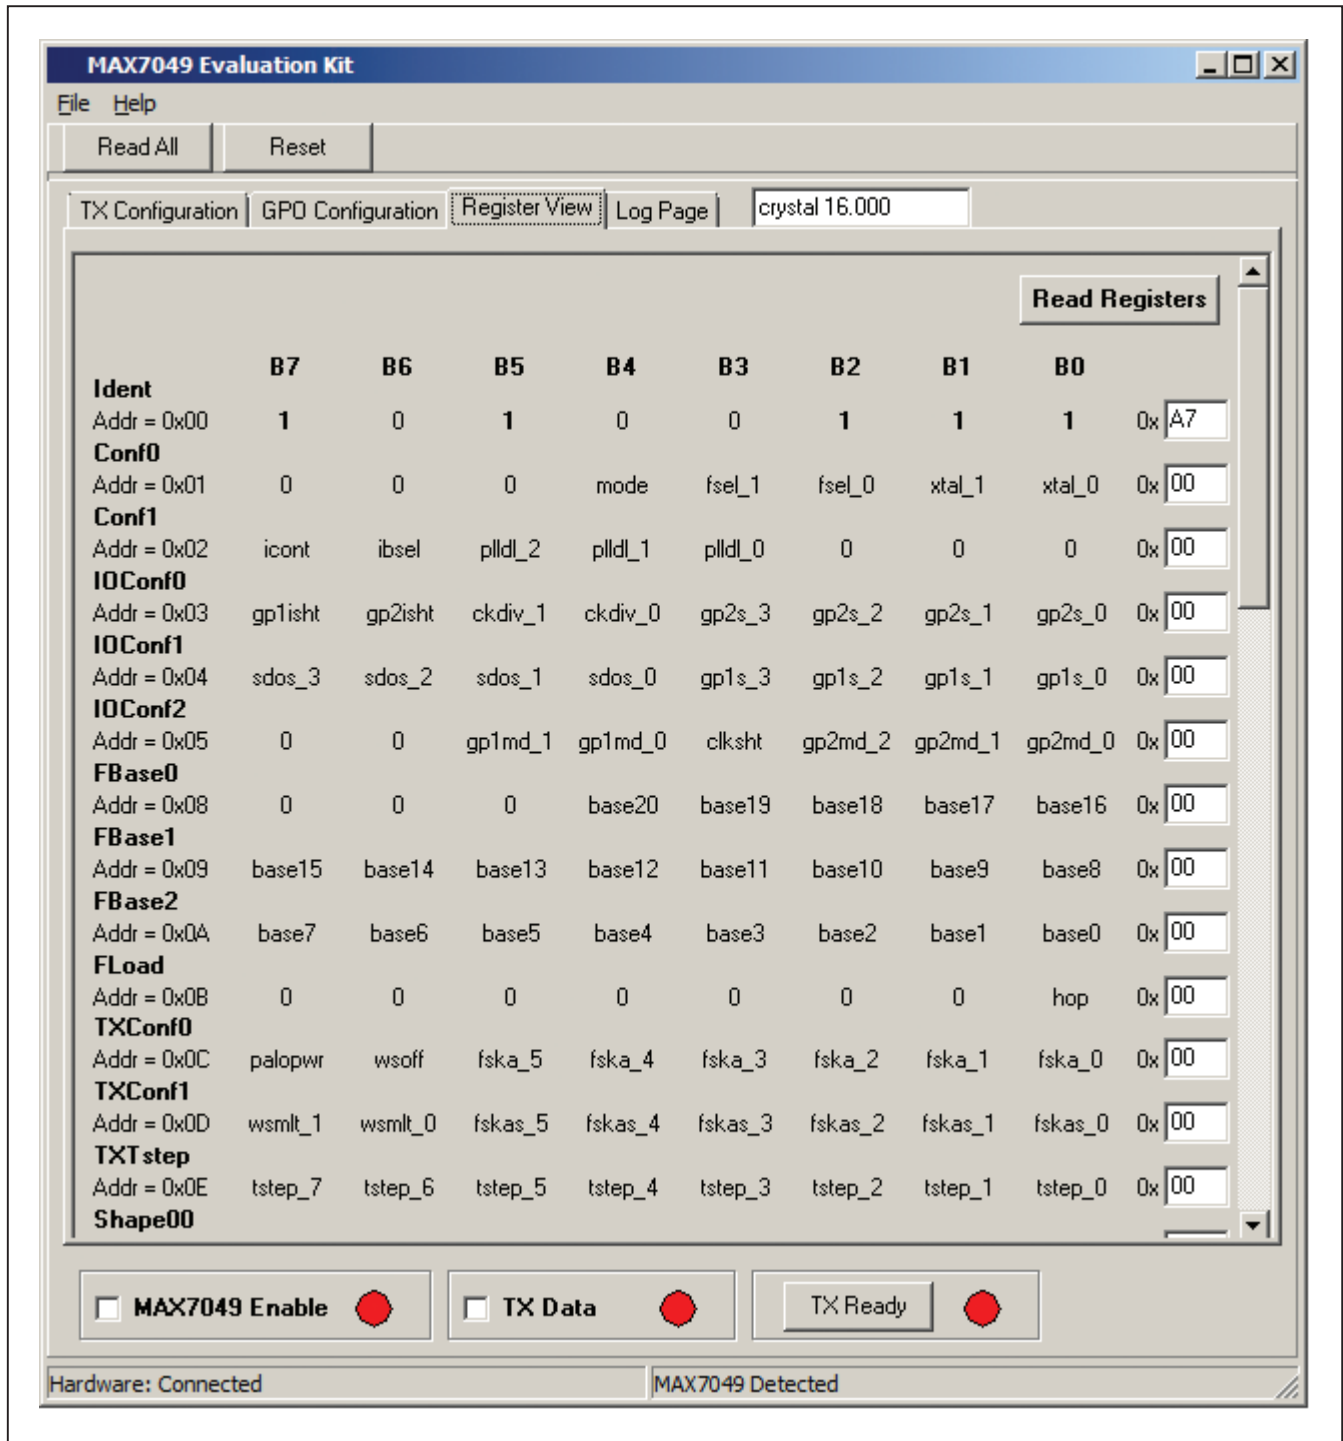 MAX7049 Evaluation Kit
File Help
Read All Reset
TX Configuration GPO Configuration Register View Log Page crystal 16.000
Read Registers
B7 B6 B5 B4 B3 B2 B1 B0
Ident
Addr = 0x00 1 0 1 0 0 1 1 1 0x A7
Conf0
Addr = 0x01 0 0 0 mode fsel_1 fsel_0 xtal_1 xtal_0 0x 00
Conf1
Addr = 0x02 icont ibsel plldl_2 plldl_1 plldl_0 0 0 0 0x 00
IOConf0
Addr = 0x03 gp1isht gp2isht ckdiv_1 ckdiv_0 gp2s_3 gp2s_2 gp2s_1 gp2s_0 0x 00
IOConf1
Addr = 0x04 sdos_3 sdos_2 sdos_1 sdos_0 gp1s_3 gp1s_2 gp1s_1 gp1s_0 0x 00
IOConf2
Addr = 0x05 0 0 gp1md_1 gp1md_0 clksht gp2md_2 gp2md_1 gp2md_0 0x 00
FBase0
Addr = 0x08 0 0 0 base20 base19 base18 base17 base16 0x 00
FBase1
Addr = 0x09 base15 base14 base13 base12 base11 base10 base9 base8 0x 00
FBase2
Addr = 0x0A base7 base6 base5 base4 base3 base2 base1 base0 0x 00
FLoad
Addr = 0x0B 0 0 0 0 0 0 0 hop 0x 00
TXConf0
Addr = 0x0C palopwr wsoff fska_5 fska_4 fska_3 fska_2 fska_1 fska_0 0x 00
TXConf1
Addr = 0x0D wsmlt_1 wsmlt_0 fskas_5 fskas_4 fskas_3 fskas_2 fskas_1 fskas_0 0x 00
TXTstep
Addr = 0x0E tstep_7 tstep_6 tstep_5 tstep_4 tstep_3 tstep_2 tstep_1 tstep_0 0x 00
Shape00
MAX7049 Enable TX Data TX Ready
Hardware: Connected MAX7049 Detected